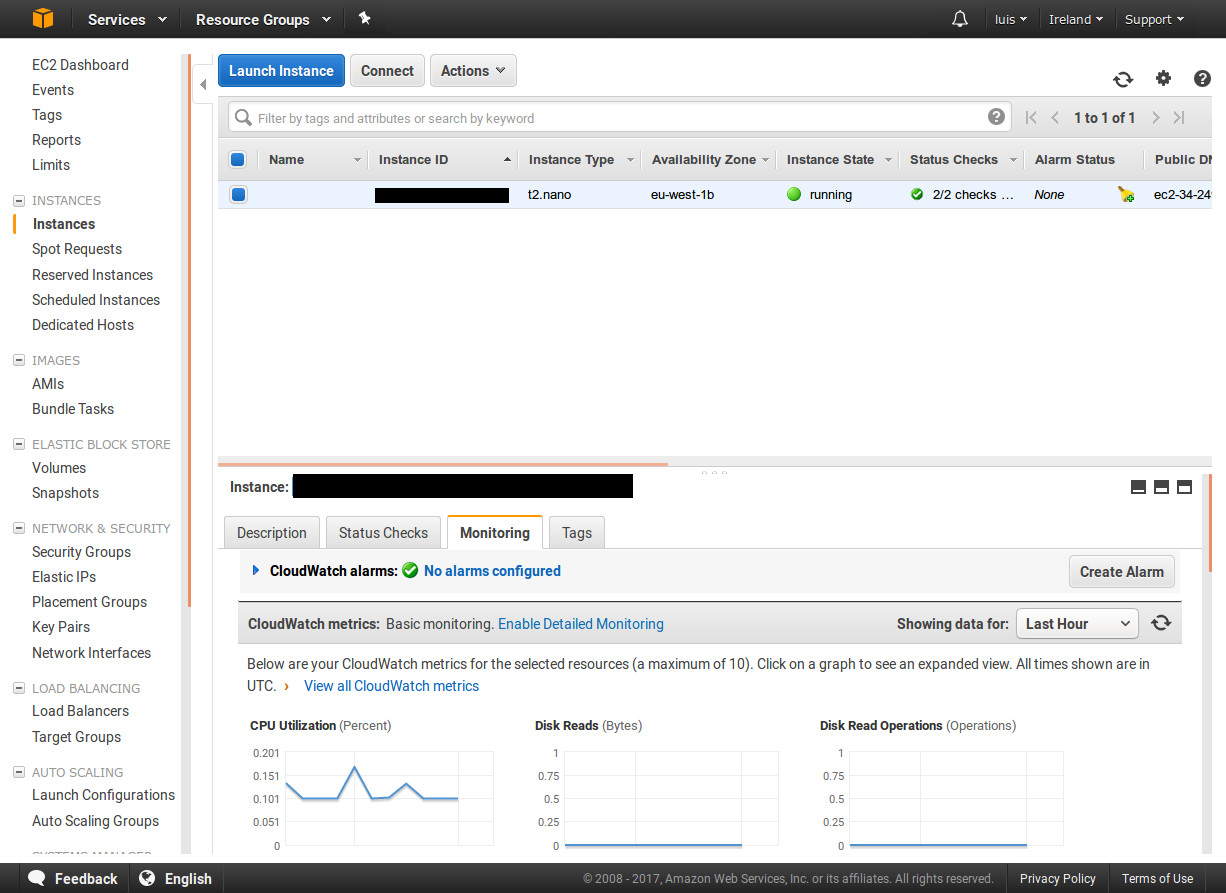 Services Resource Groups luis Ireland Support
EC2 Dashboard
Events
Tags
Reports
Limits
INSTANCES
Instances
Spot Requests
Reserved Instances
Scheduled Instances
Dedicated Hosts
IMAGES
AMIs
Bundle Tasks
ELASTIC BLOCK STORE
Volumes
Snapshots
NETWORK & SECURITY
Security Groups
Elastic IPs
Placement Groups
Key Pairs
Network Interfaces
LOAD BALANCING
Load Balancers
Target Groups
AUTO SCALING
Launch Configurations
Auto Scaling Groups
Launch Instance Connect Actions
Filter by tags and attributes or search by keyword ? 1 to 1 of 1
Name Instance ID Instance Type Availability Zone Instance State Status Checks Alarm Status Public
t2.nano eu-west-1b running 2/2 checks … None ec2-34-24
Instance:
Description Status Checks Monitoring Tags
CloudWatch alarms: No alarms configured Create Alarm
CloudWatch metrics: Basic monitoring. Enable Detailed Monitoring Showing data for: Last Hour
Below are your CloudWatch metrics for the selected resources (a maximum of 10). Click on a graph to see an expanded view. All times shown are in
UTC. › View all CloudWatch metrics
CPU Utilization (Percent) Disk Reads (Bytes) Disk Read Operations (Operations)
0.201 1 1
0.151 0.75 0.75
0.101 0.5 0.5
0.051 0.25 0.25
0 0 0
Feedback English © 2008 - 2017, Amazon Web Services, Inc. or its affiliates. All rights reserved. Privacy Policy Terms of Use